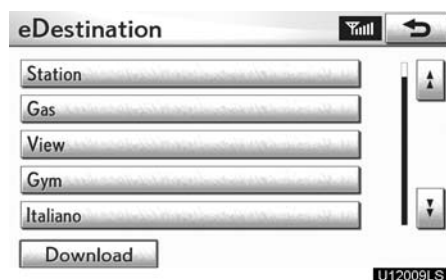 eDestination
Station
Gas
View
Gym
Italiano
Download
U12009LS